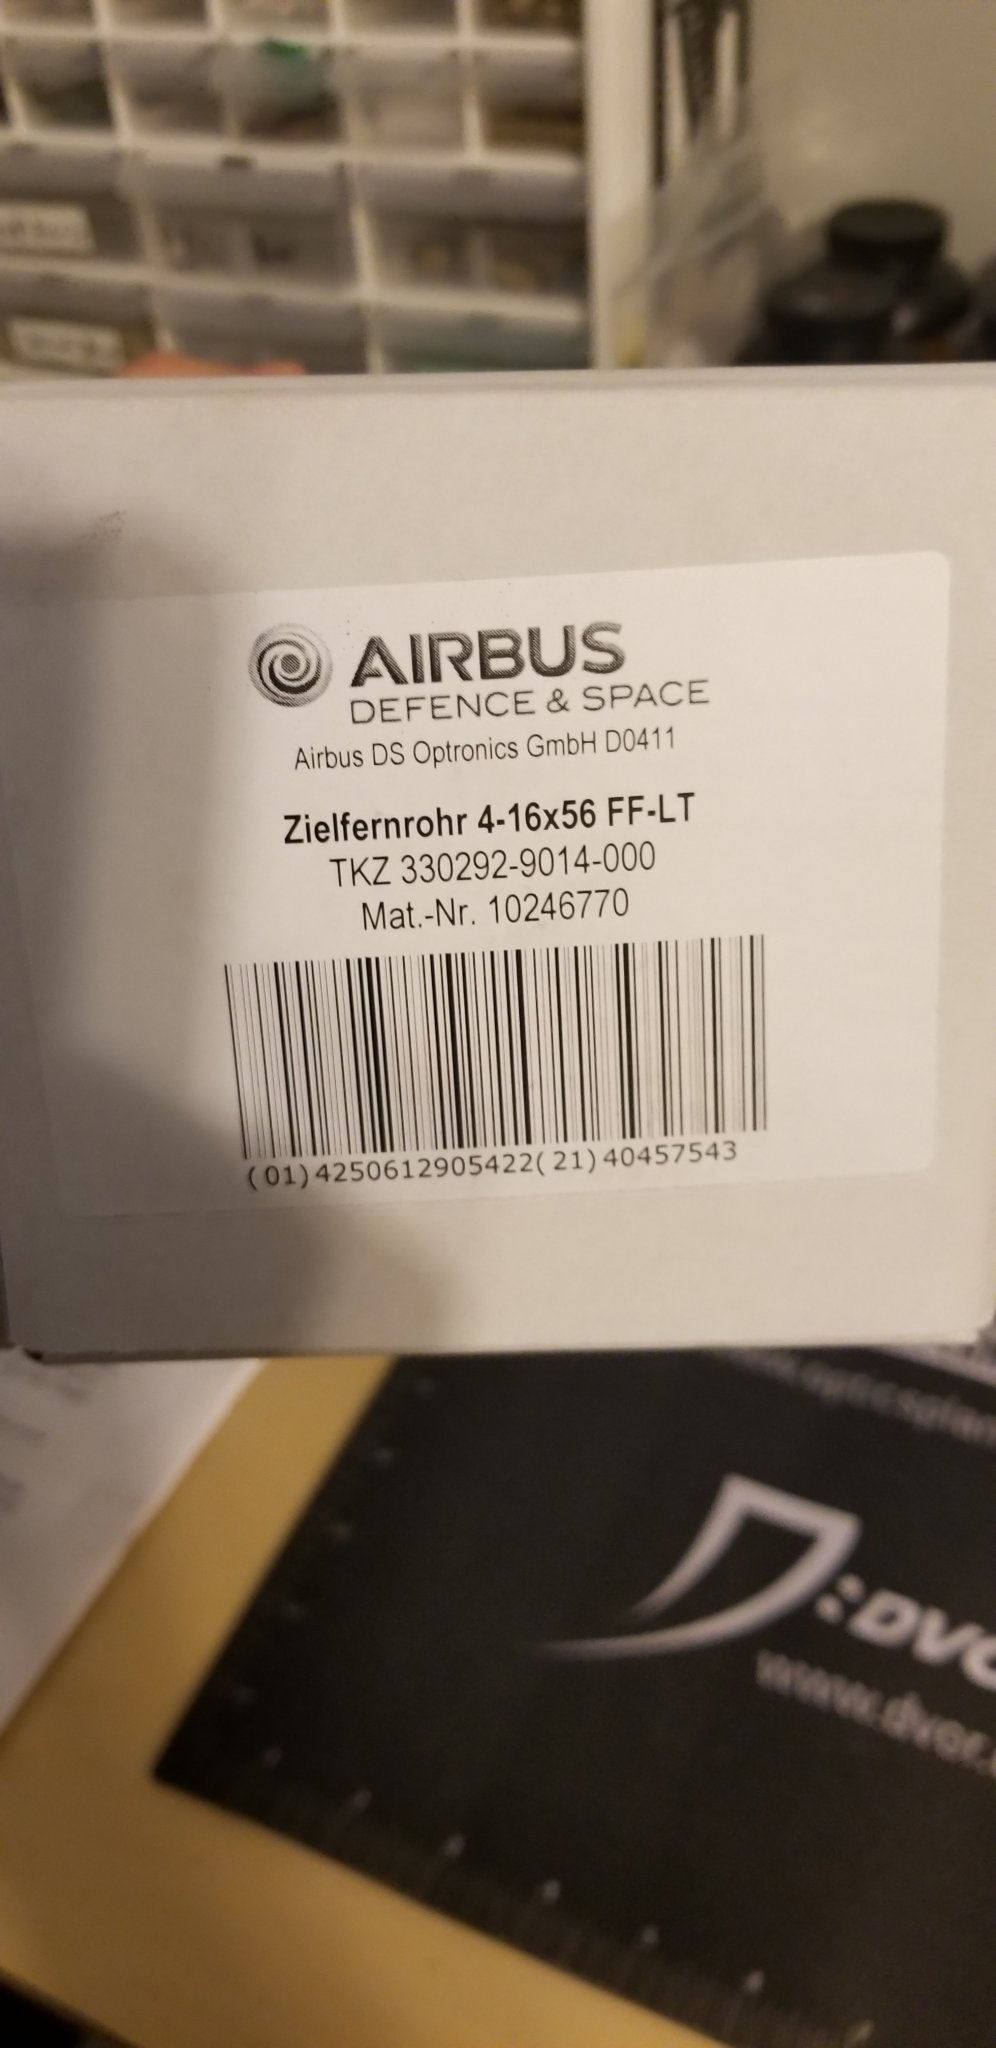 AIRBUS
DEFENCE & SPACE
Airbus DS Optronics GmbH D0411
Zielfernrohr 4-16x56 FF-LT
TKZ 330292-9014-000
Mat.-Nr. 10246770
(01)4250612905422(21)40457543